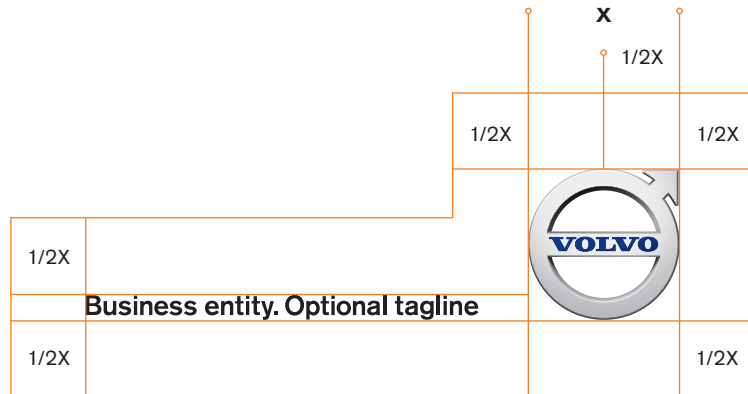 X
1/2X
1/2X 1/2X
VOLVO
1/2X
Business entity. Optional tagline
1/2X 1/2X